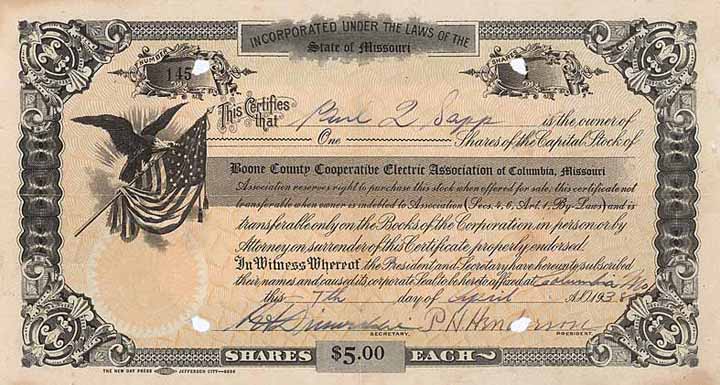 INCORPORATED UNDER THE LAWS OF THE
State of Missouri
NUMBER
145
SHARES
This Certifies that Paul Q Sapp is the owner of
One Shares of the Capital Stock of
Boone County Cooperative Electric Association of Columbia, Missouri
Association reserves right to purchase this stock when offered for sale; this certificate not
transferable when owner is indebted to Association (Secs. 4, 6, Art. 1, By-Laws) and is
transferable only on the Books of the Corporation in person or by
Attorney on surrender of this Certificate properly endorsed.
In Witness Whereof, the President and Secretary have hereunto subscribed
their names and caused its corporate Seal to be hereto affixed at Columbia Mo
this 7th day of April A.D. 1938
P H Henderson
SECRETARY.
PRESIDENT.
SHARES $5.00 EACH
THE NEW DAY PRESS JEFFERSON CITY